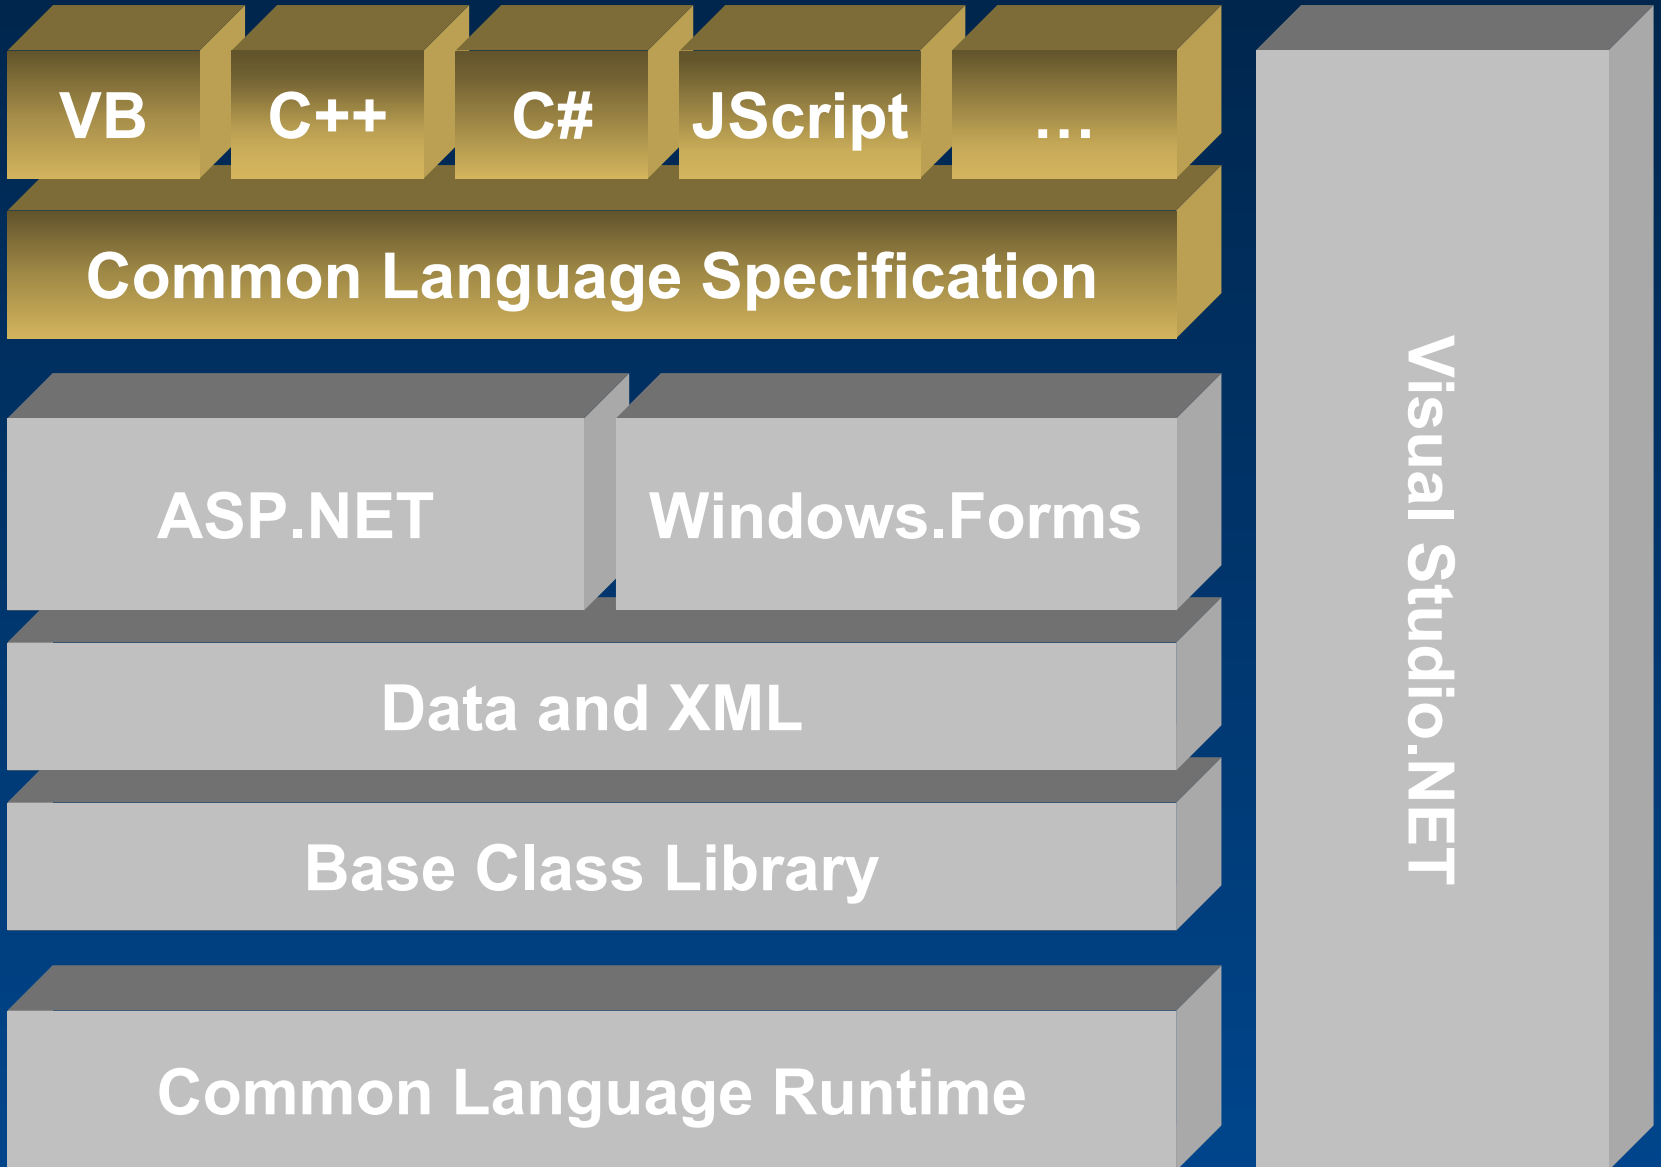 VB
C++
C#
JScript
…
Common Language Specification
ASP.NET
Windows.Forms
Data and XML
Base Class Library
Common Language Runtime
Visual Studio.NET